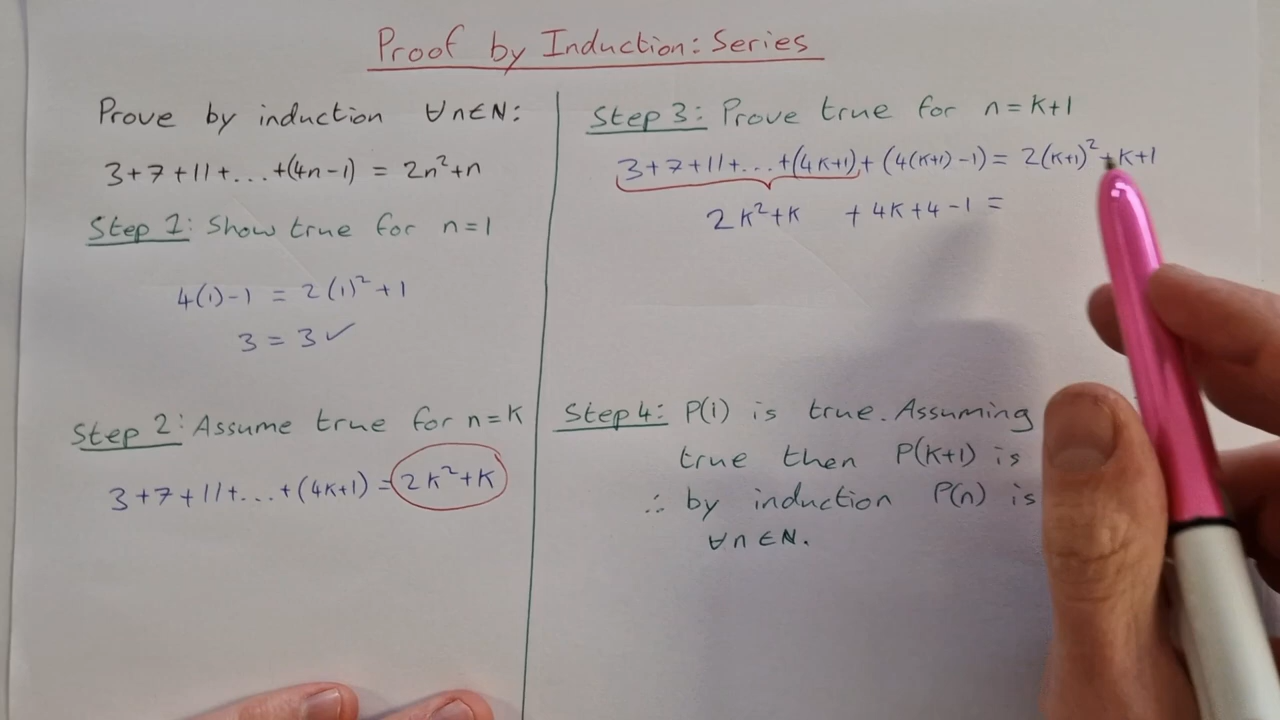 Proof by Induction: Series
Prove by induction ∀n∈N:
3+7+11+...+(4n-1) = 2n²+n
Step 1: Show true for n=1
4(1)-1 = 2(1)²+1
3 = 3 ✓
Step 2: Assume true for n=K
3+7+11+...+(4K+1) = 2K²+K
Step 3: Prove true for n=K+1
3+7+11+...+(4K+1)+(4(K+1)-1) = 2(K+1)²+K+1
2K²+K +4K+4-1 =
Step 4: P(1) is true. Assuming
true then P(K+1) is
∴ by induction P(n) is
∀n∈N.